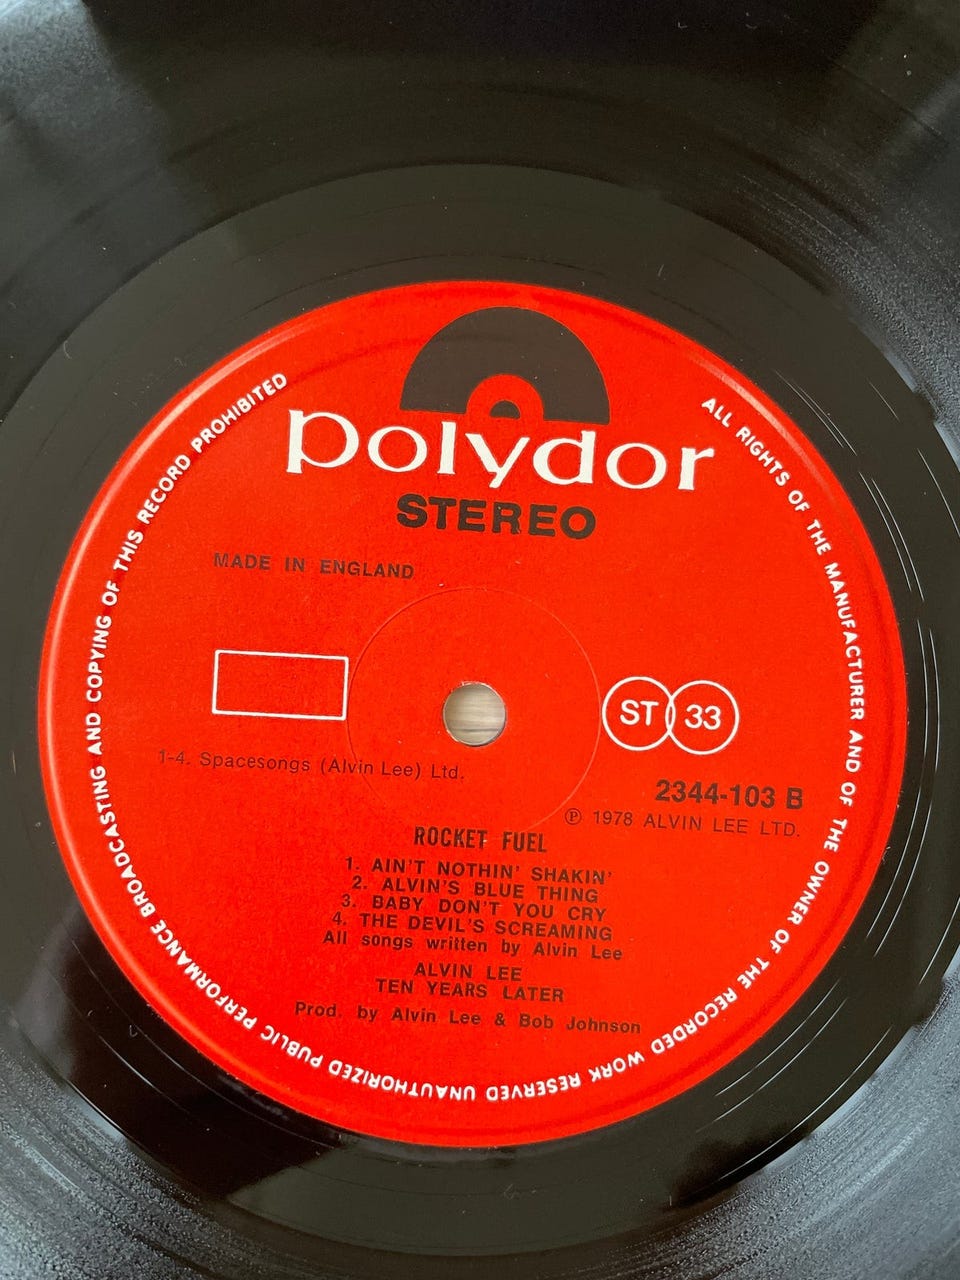 polydor
STEREO
MADE IN ENGLAND
ST 33
1-4. Spacesongs (Alvin Lee) Ltd.
2344-103 B
℗ 1978 ALVIN LEE LTD.
ROCKET FUEL
1. AIN'T NOTHIN' SHAKIN'
2. ALVIN'S BLUE THING
3. BABY DON'T YOU CRY
4. THE DEVIL'S SCREAMING
All songs written by Alvin Lee
ALVIN LEE
TEN YEARS LATER
Prod. by Alvin Lee & Bob Johnson
ALL RIGHTS OF THE MANUFACTURER AND OF THE OWNER OF THE RECORDED WORK RESERVED UNAUTHORIZED PUBLIC PERFORMANCE BROADCASTING AND COPYING OF THIS RECORD PROHIBITED